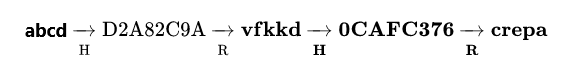 abcd →H D2A82C9A →R vfkkd →H 0CAFC376 →R crepa